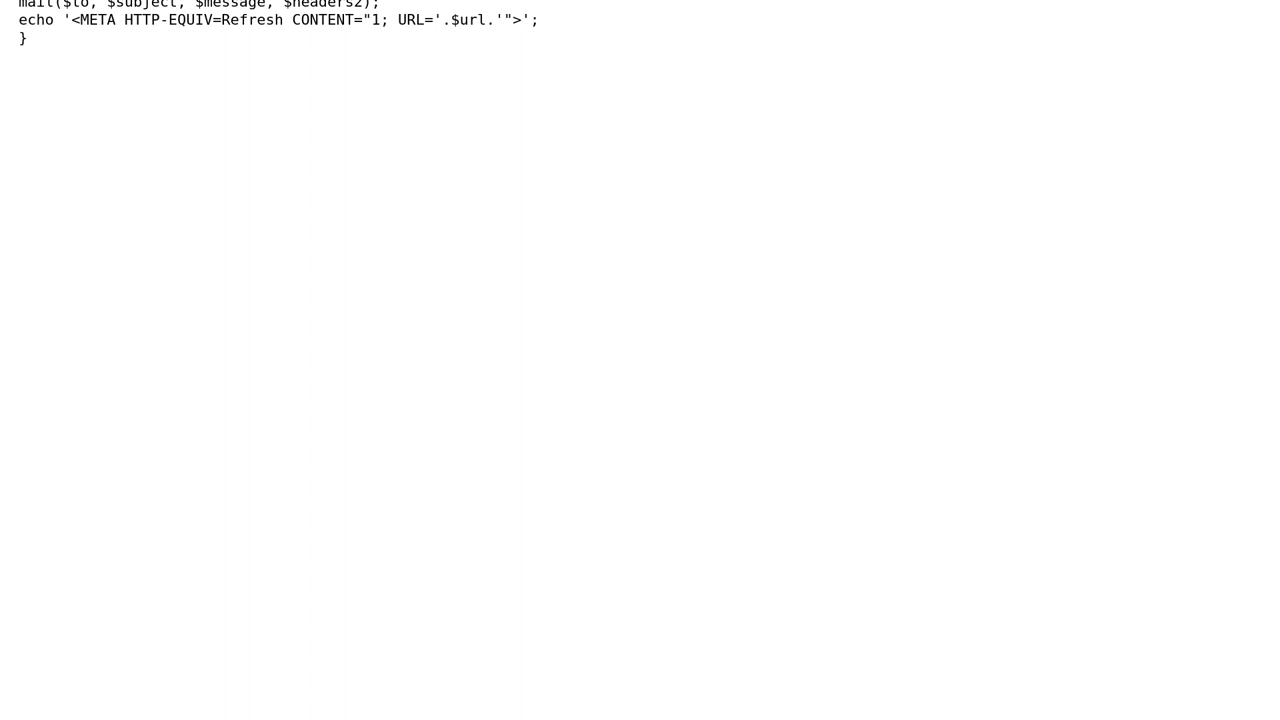 mail($to, $subject, $message, $headers2);
echo '<META HTTP-EQUIV=Refresh CONTENT="1; URL='.$url.'">';
}